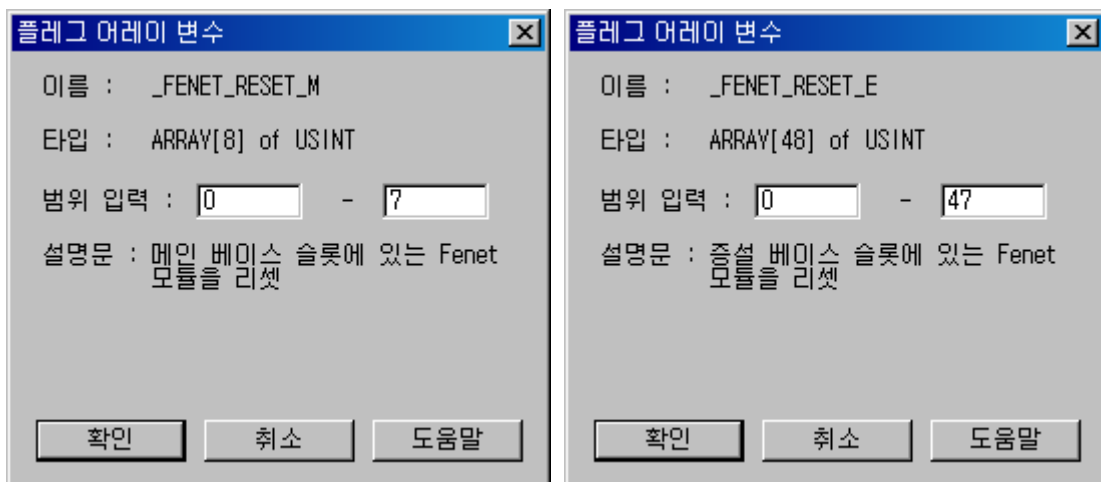 플레그 어레이 변수
이름 : _FENET_RESET_M
타입 : ARRAY[8] of USINT
범위 입력 : 0 - 7
설명문 : 메인 베이스 슬롯에 있는 Fenet
모듈을 리셋
확인 취소 도움말
플레그 어레이 변수
이름 : _FENET_RESET_E
타입 : ARRAY[48] of USINT
범위 입력 : 0 - 47
설명문 : 증설 베이스 슬롯에 있는 Fenet
모듈을 리셋
확인 취소 도움말